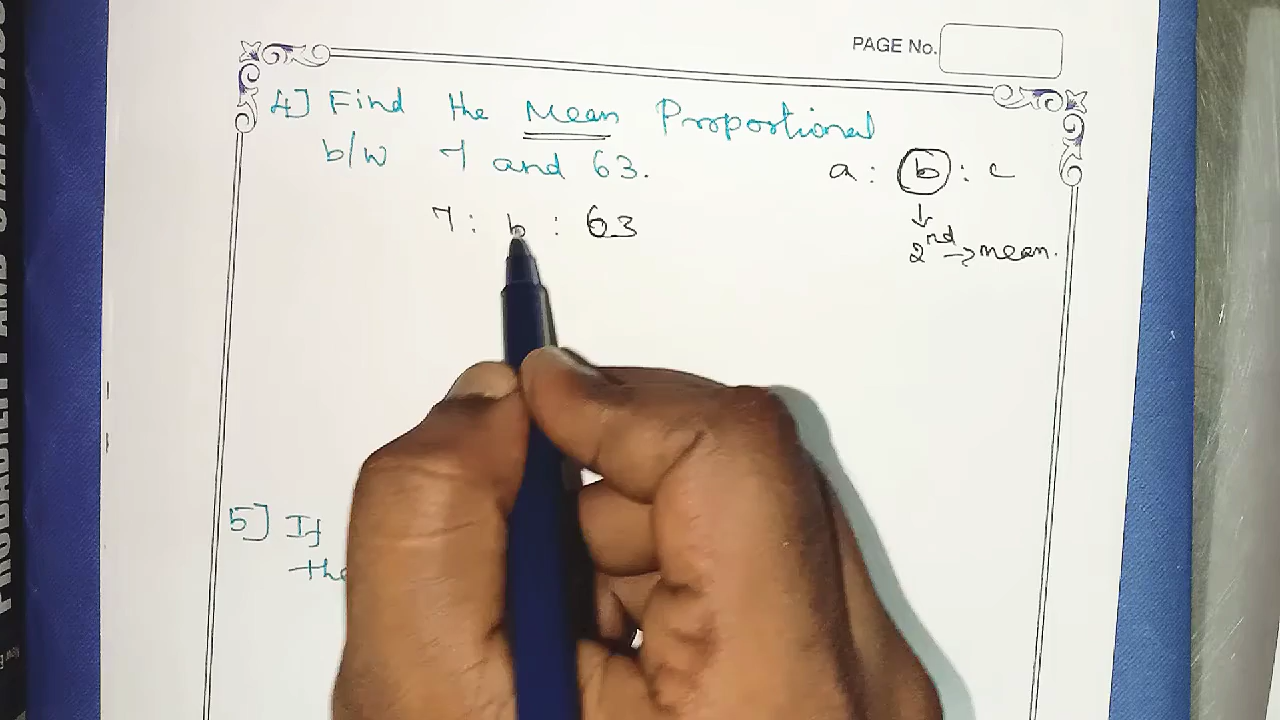 PAGE No.
4] Find the Mean Proportional
b/w 7 and 63.
a : b : c
7 : b : 63
2nd → mean.
5] If
the